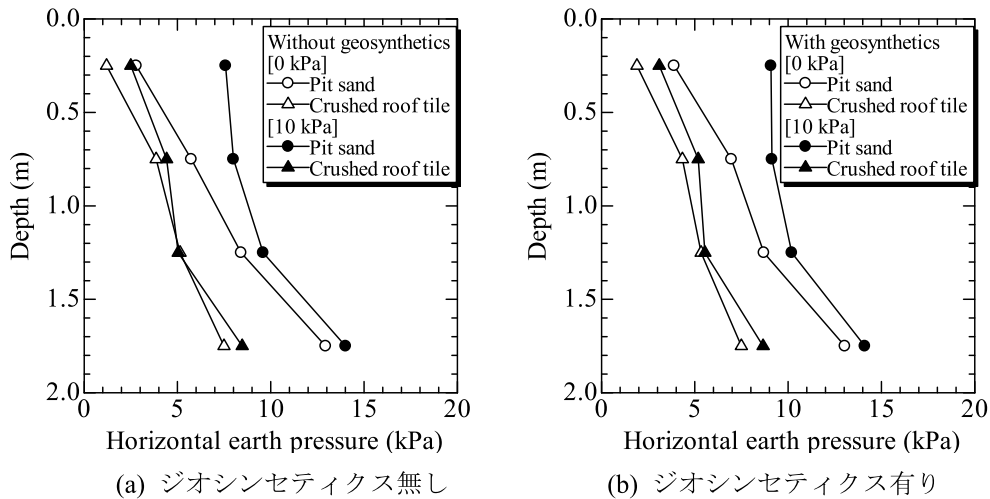 Without geosynthetics
[0 kPa]
Pit sand
Crushed roof tile
[10 kPa]
Pit sand
Crushed roof tile
0.0
0.5
1.0
1.5
2.0
Depth (m)
0 5 10 15 20
Horizontal earth pressure (kPa)
(a) ジオシンセティクス無し
With geosynthetics
[0 kPa]
Pit sand
Crushed roof tile
[10 kPa]
Pit sand
Crushed roof tile
0.0
0.5
1.0
1.5
2.0
Depth (m)
0 5 10 15 20
Horizontal earth pressure (kPa)
(b) ジオシンセティクス有り